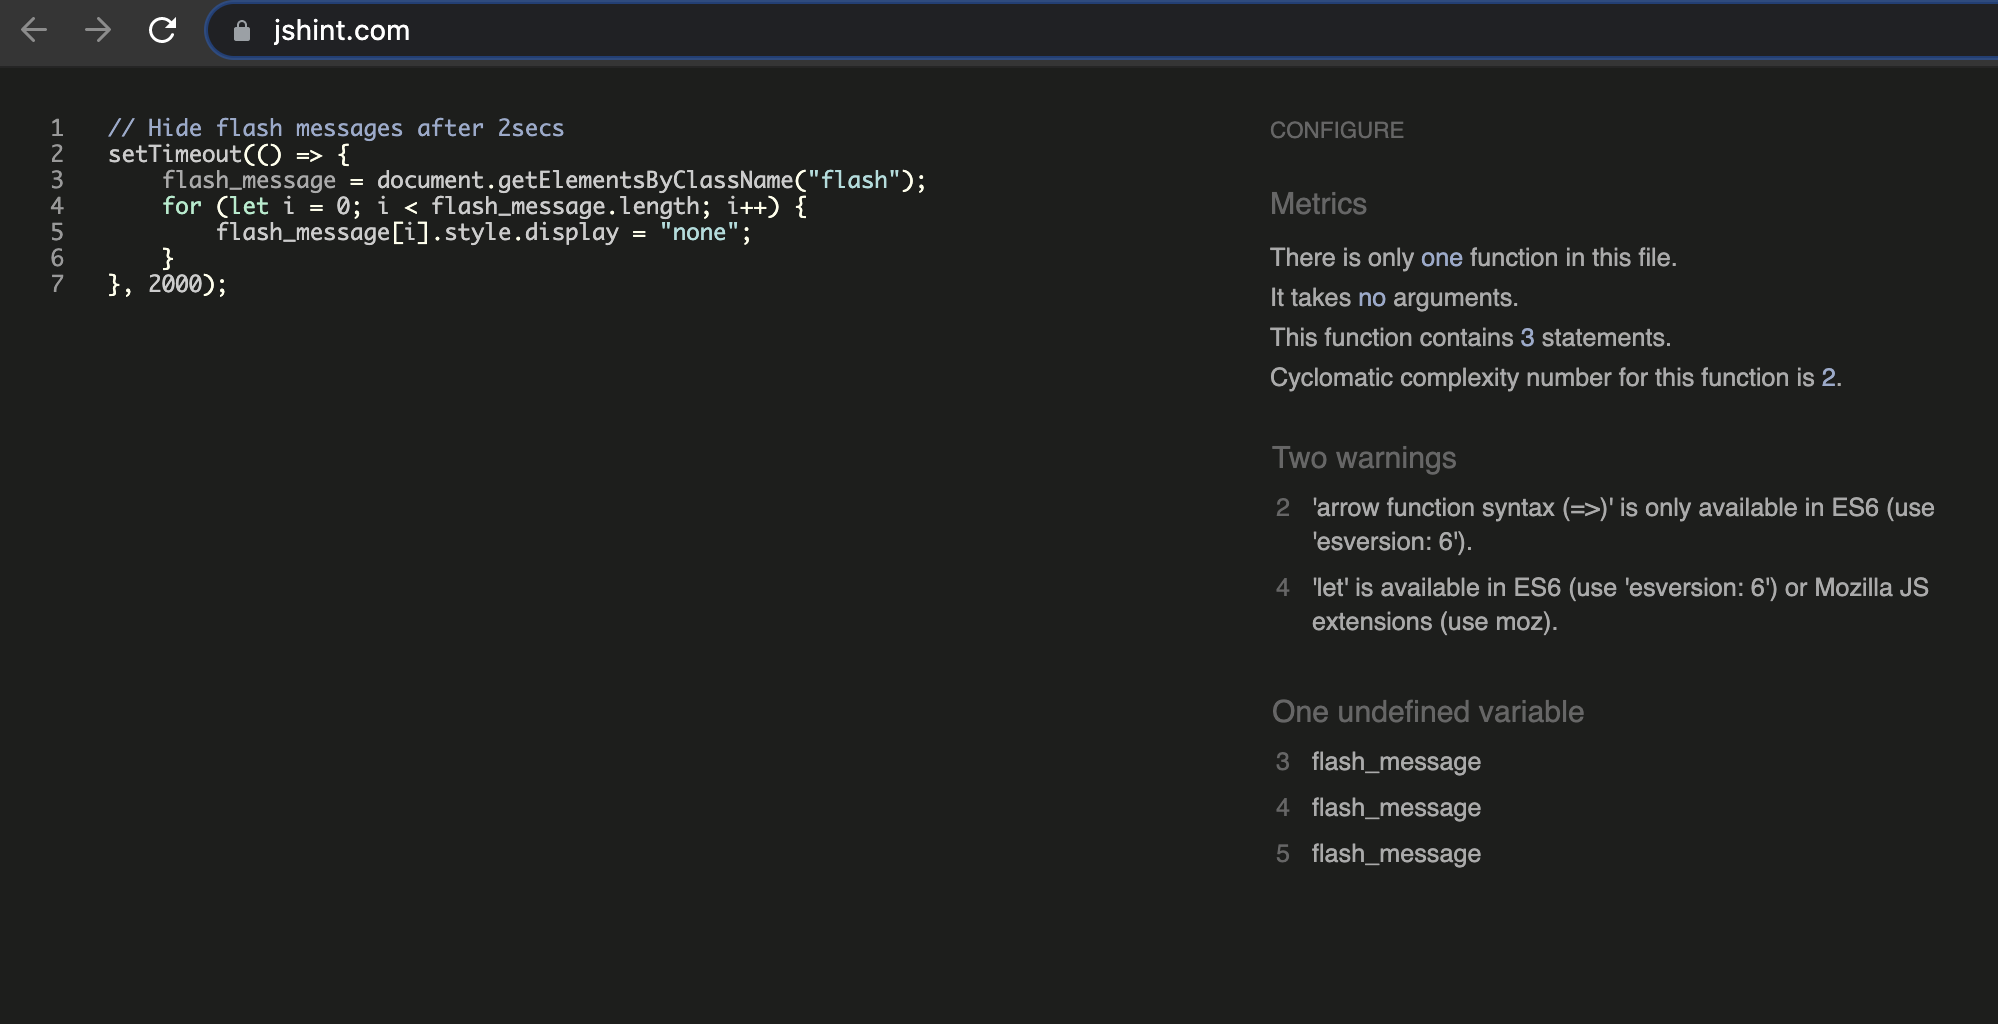 jshint.com
1 // Hide flash messages after 2secs
2 setTimeout(() => {
3     flash_message = document.getElementsByClassName("flash");
4     for (let i = 0; i < flash_message.length; i++) {
5         flash_message[i].style.display = "none";
6     }
7 }, 2000);
CONFIGURE
Metrics
There is only one function in this file.
It takes no arguments.
This function contains 3 statements.
Cyclomatic complexity number for this function is 2.
Two warnings
2 'arrow function syntax (=>)' is only available in ES6 (use
'esversion: 6').
4 'let' is available in ES6 (use 'esversion: 6') or Mozilla JS
extensions (use moz).
One undefined variable
3 flash_message
4 flash_message
5 flash_message